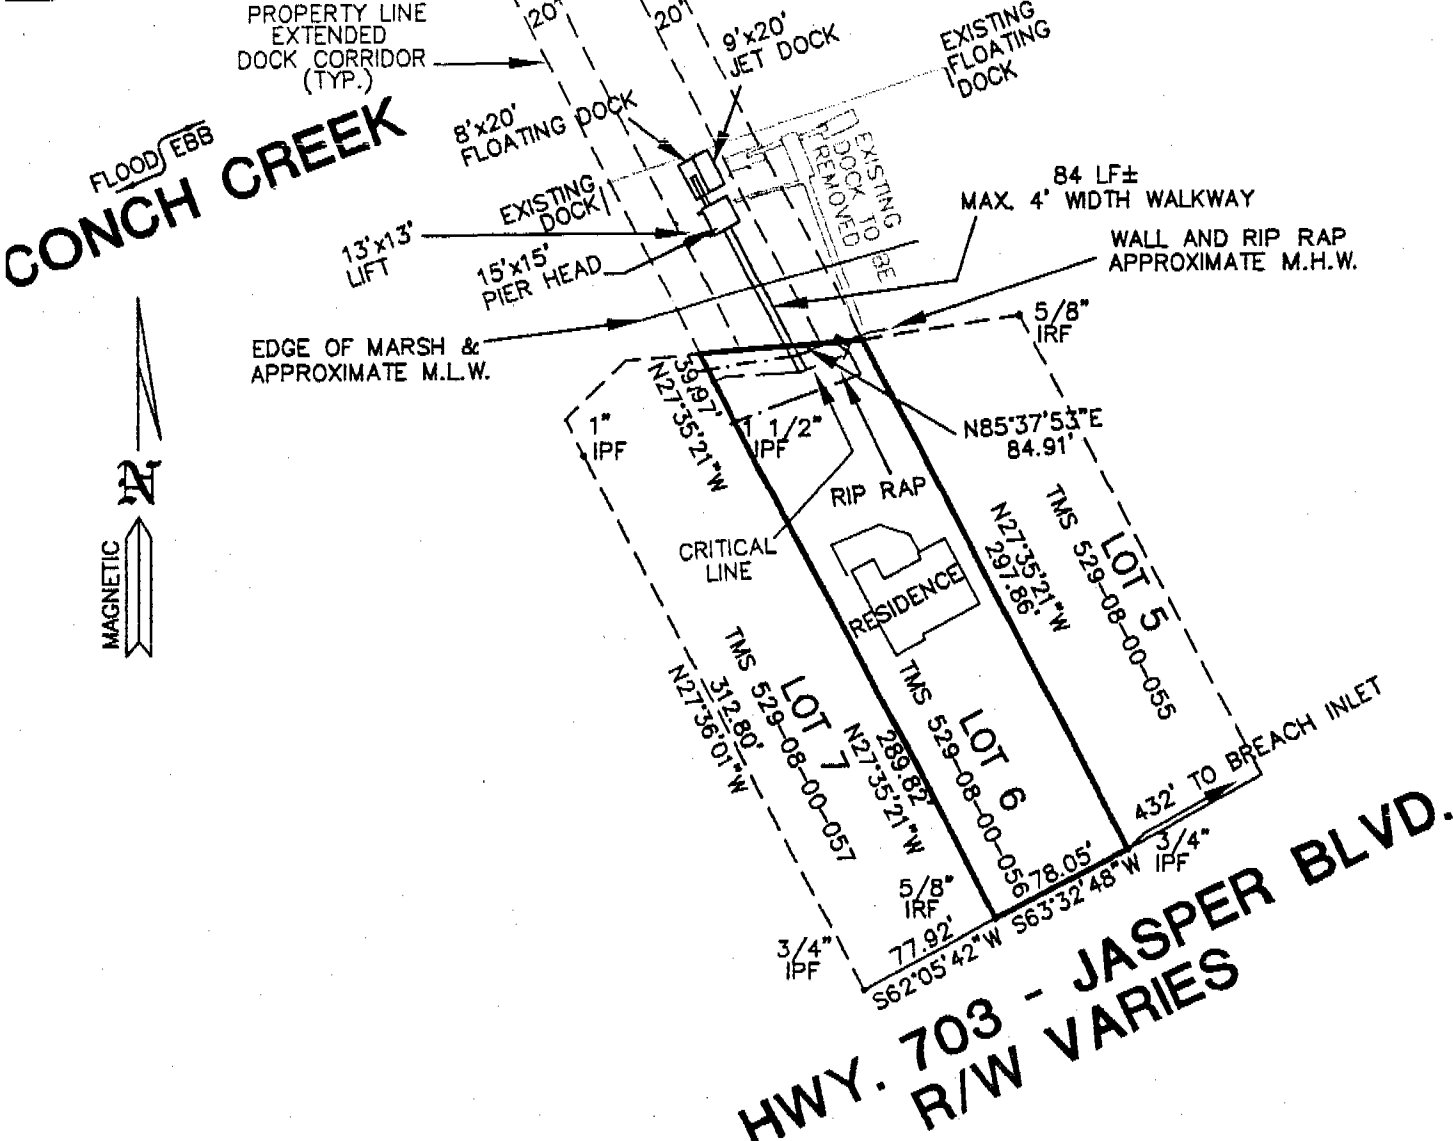 PROPERTY LINE
EXTENDED
DOCK CORRIDOR
(TYP.)
20'
20'
9'x20'
JET DOCK
EXISTING
FLOATING
DOCK
8'x20'
FLOATING DOCK
FLOOD EBB
CONCH CREEK
EXISTING
DOCK
EXISTING
DOCK TO BE
REMOVED
84 LF±
MAX. 4' WIDTH WALKWAY
13'x13'
LIFT
15'x15'
PIER HEAD
WALL AND RIP RAP
APPROXIMATE M.H.W.
EDGE OF MARSH &
APPROXIMATE M.L.W.
5/8"
IRF
39.97'
N27°35'21"W
1"
IPF
1 1/2"
IPF
N85°37'53"E
84.91'
RIP RAP
CRITICAL
LINE
N
MAGNETIC
RESIDENCE
N27°35'21"W
297.86'
LOT 5
TMS 529-08-00-055
LOT 7
TMS 529-08-00-057
312.80'
N27°36'01"W
289.82'
N27°35'21"W
LOT 6
TMS 529-08-00-056
432' TO BREACH INLET
78.05'
S63°32'48"W
3/4"
IPF
5/8"
IRF
77.92'
S62°05'42"W
3/4"
IPF
HWY. 703 - JASPER BLVD.
R/W VARIES